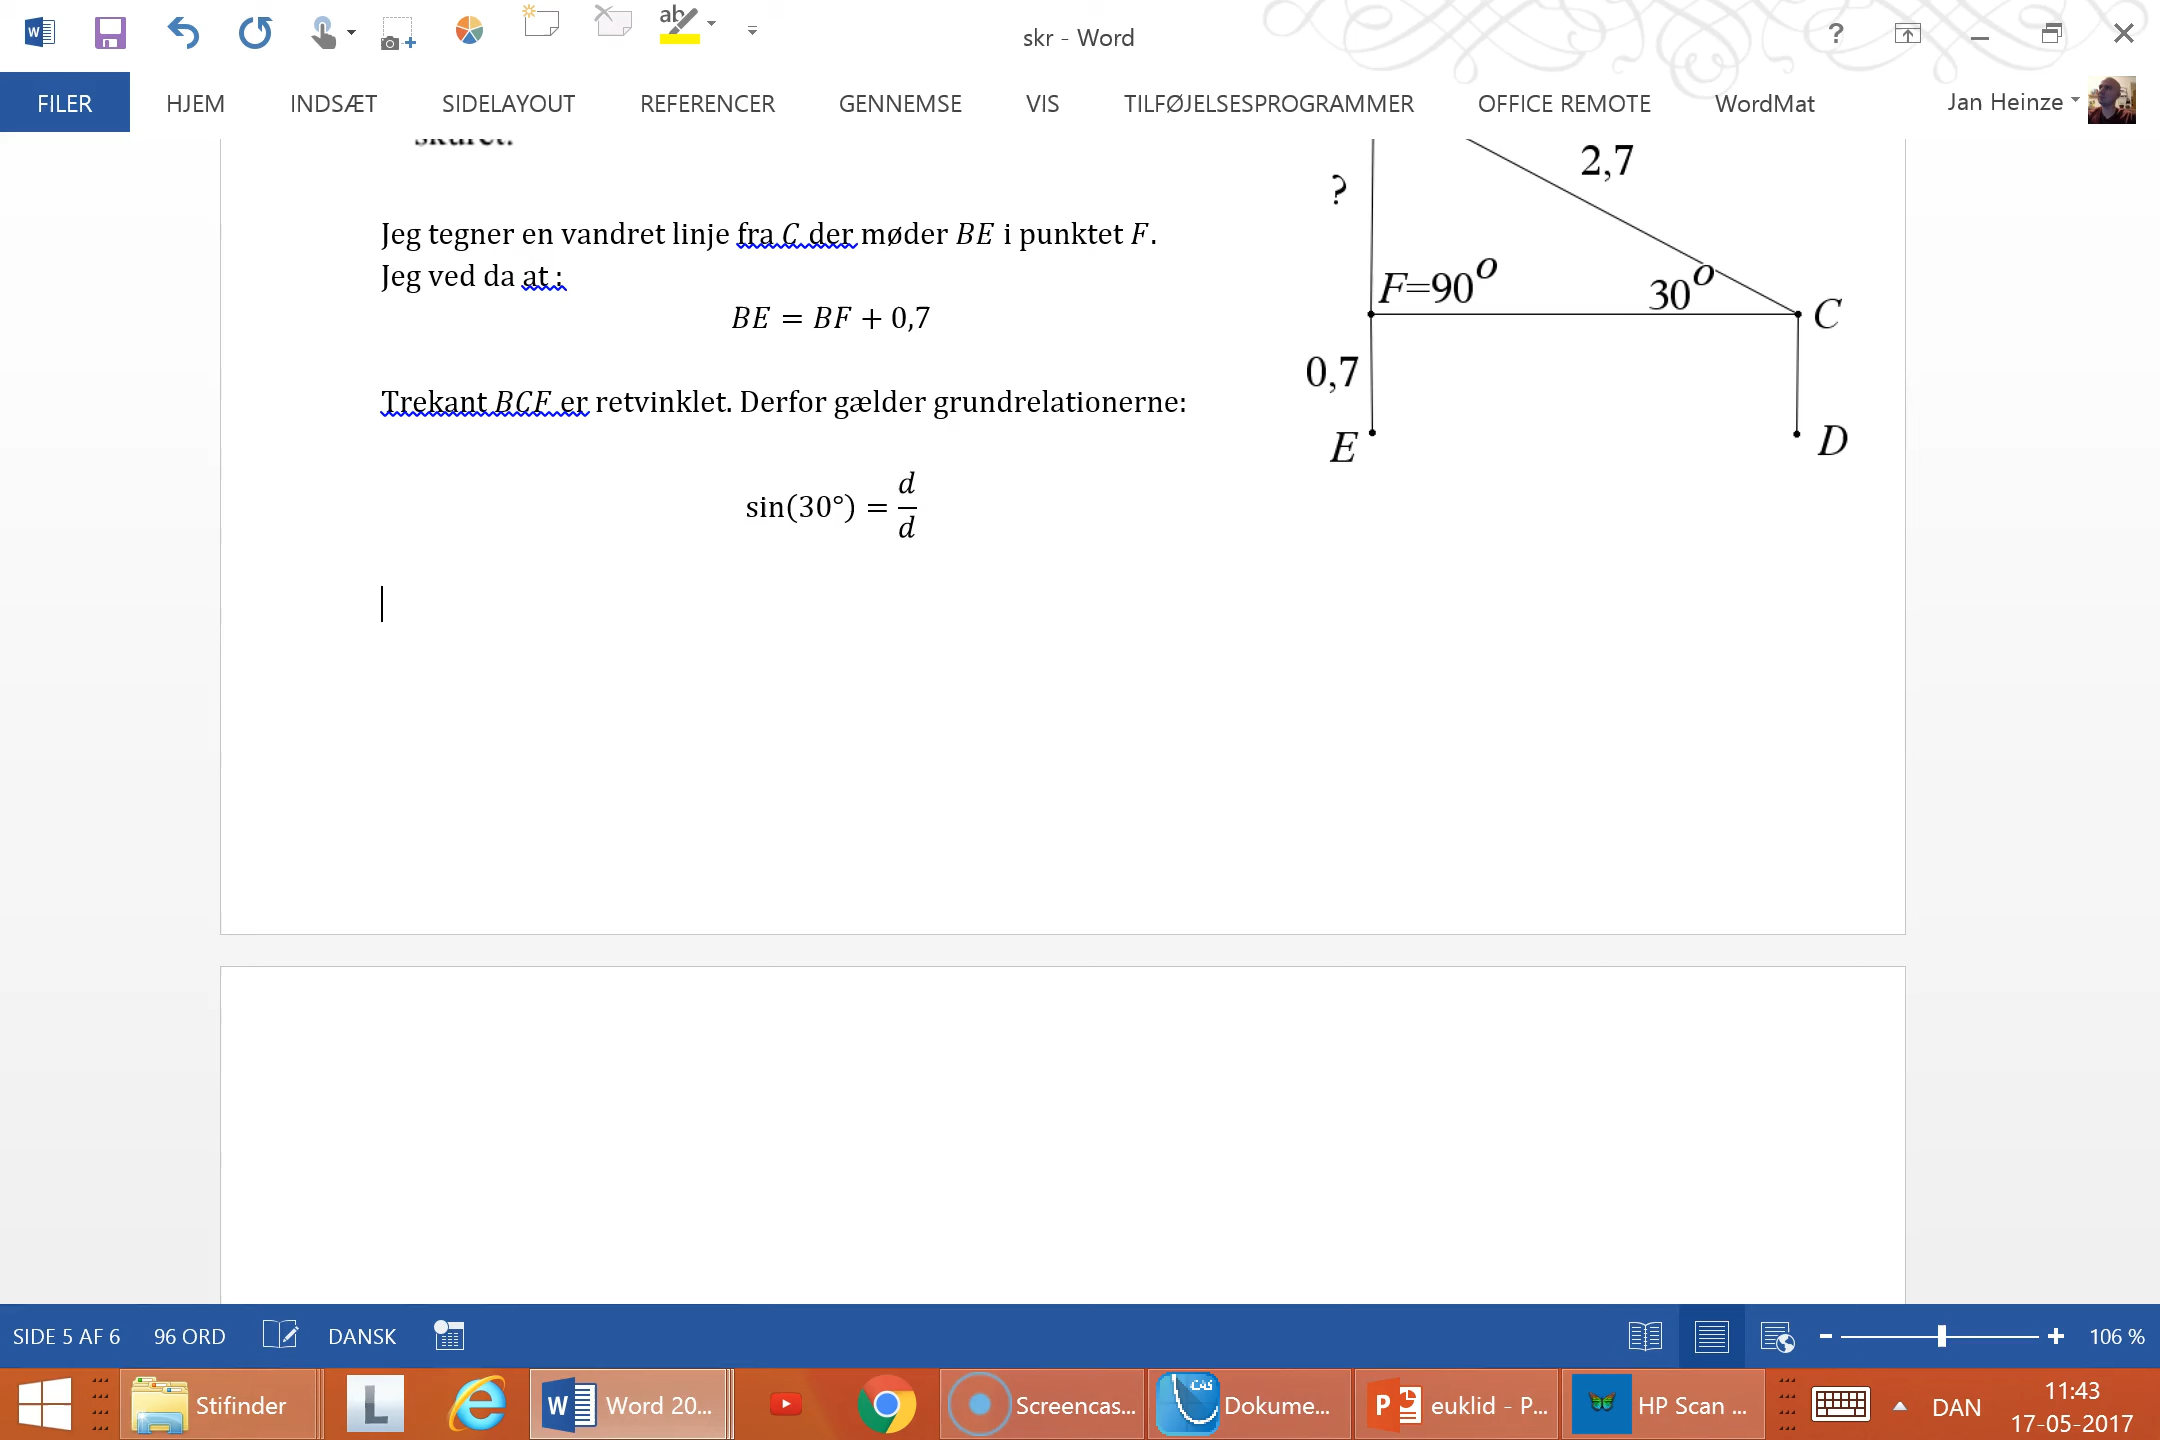 skr - Word
?
FILER HJEM INDSÆT SIDELAYOUT REFERENCER GENNEMSE VIS TILFØJELSESPROGRAMMER OFFICE REMOTE WordMat Jan Heinze
2,7
?
Jeg tegner en vandret linje fra C der møder BE i punktet F.
Jeg ved da at :
BE = BF + 0,7
F=90° 30° C
0,7
Trekant BCF er retvinklet. Derfor gælder grundrelationerne:
E D
sin(30°) = d/d
SIDE 5 AF 6 96 ORD DANSK 106 %
Stifinder Word 20... Screencas... CAS Dokume... euklid - P... HP Scan ... DAN 11:43
17-05-2017